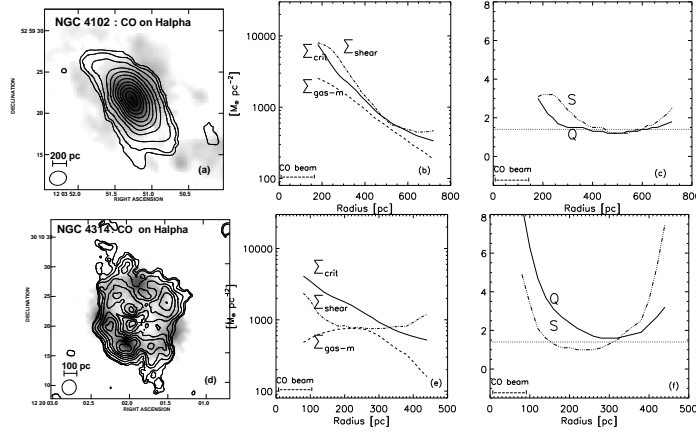 NGC 4102 : CO on Halpha
52 59 30
25
20
15
DECLINATION
200 pc
(a)
12 03 52.0 51.5 51.0 50.5
RIGHT ASCENSION
[M⊙ pc⁻²]
10000
1000
100
Σcrit
Σshear
Σgas-m
CO beam
(b)
0 200 400 600 800
Radius [pc]
8
6
4
2
0
S
Q
CO beam
(c)
0 200 400 600 800
Radius [pc]
NGC 4314: CO on Halpha
30 10 35
30
25
20
15
10
DECLINATION
100 pc
(d)
12 20 03.0 02.5 02.0 01.5 01.0
RIGHT ASCENSION
[M⊙ pc⁻²]
10000
1000
100
Σcrit
Σshear
Σgas-m
CO beam
(e)
0 100 200 300 400 500
Radius [pc]
8
6
4
2
0
Q
S
CO beam
(f)
0 100 200 300 400 500
Radius [pc]